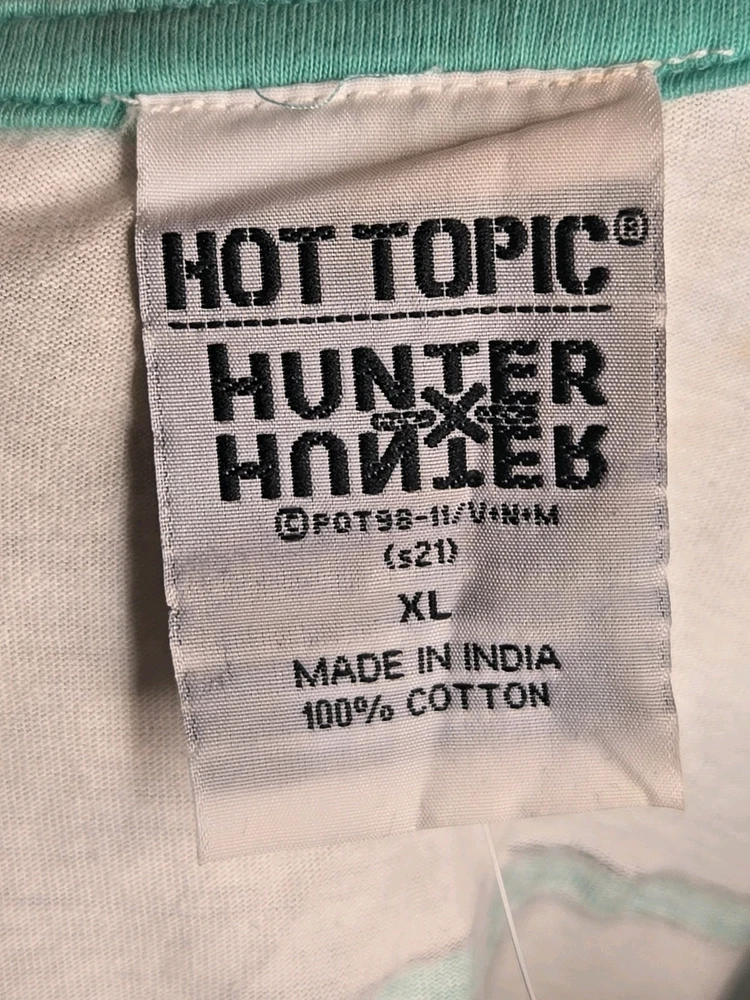 HOT TOPIC®
HUNTER
X
HUNTER
©POT98-11/V•N•M
(s21)
XL
MADE IN INDIA
100% COTTON